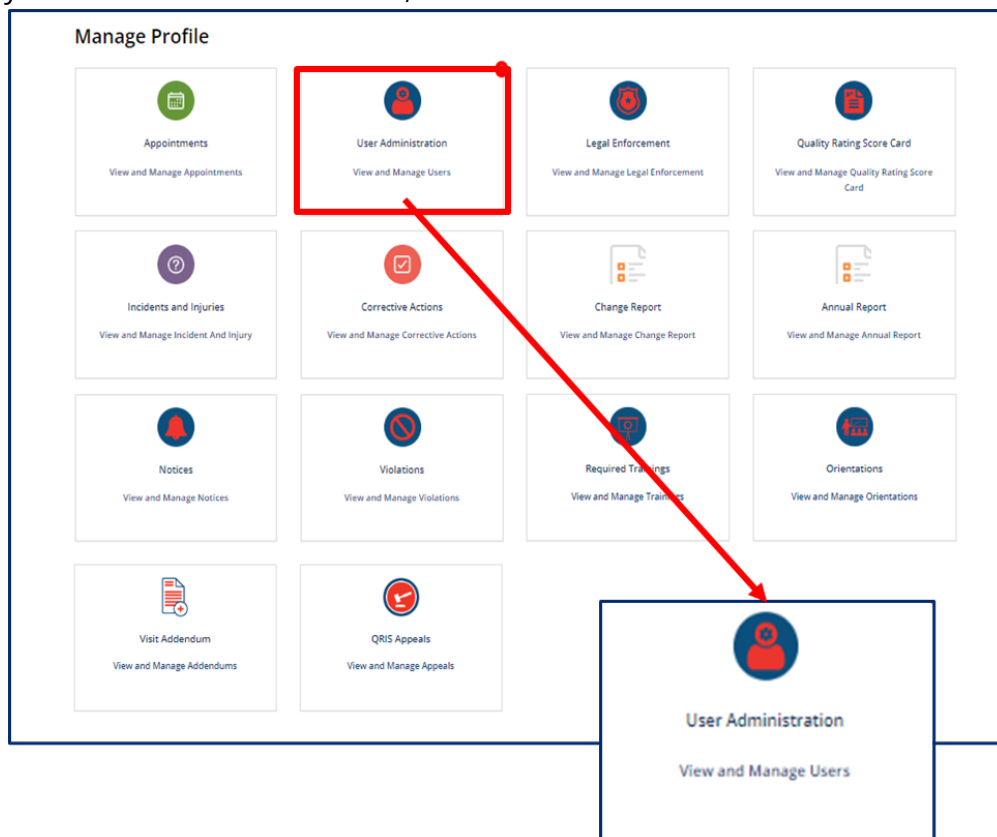 Manage Profile
Appointments
View and Manage Appointments
User Administration
View and Manage Users
Legal Enforcement
View and Manage Legal Enforcement
Quality Rating Score Card
View and Manage Quality Rating Score
Card
Incidents and Injuries
View and Manage Incident And Injury
Corrective Actions
View and Manage Corrective Actions
Change Report
View and Manage Change Report
Annual Report
View and Manage Annual Report
Notices
View and Manage Notices
Violations
View and Manage Violations
Required Trainings
View and Manage Trainings
Orientations
View and Manage Orientations
Visit Addendum
View and Manage Addendums
QRIS Appeals
View and Manage Appeals
User Administration
View and Manage Users